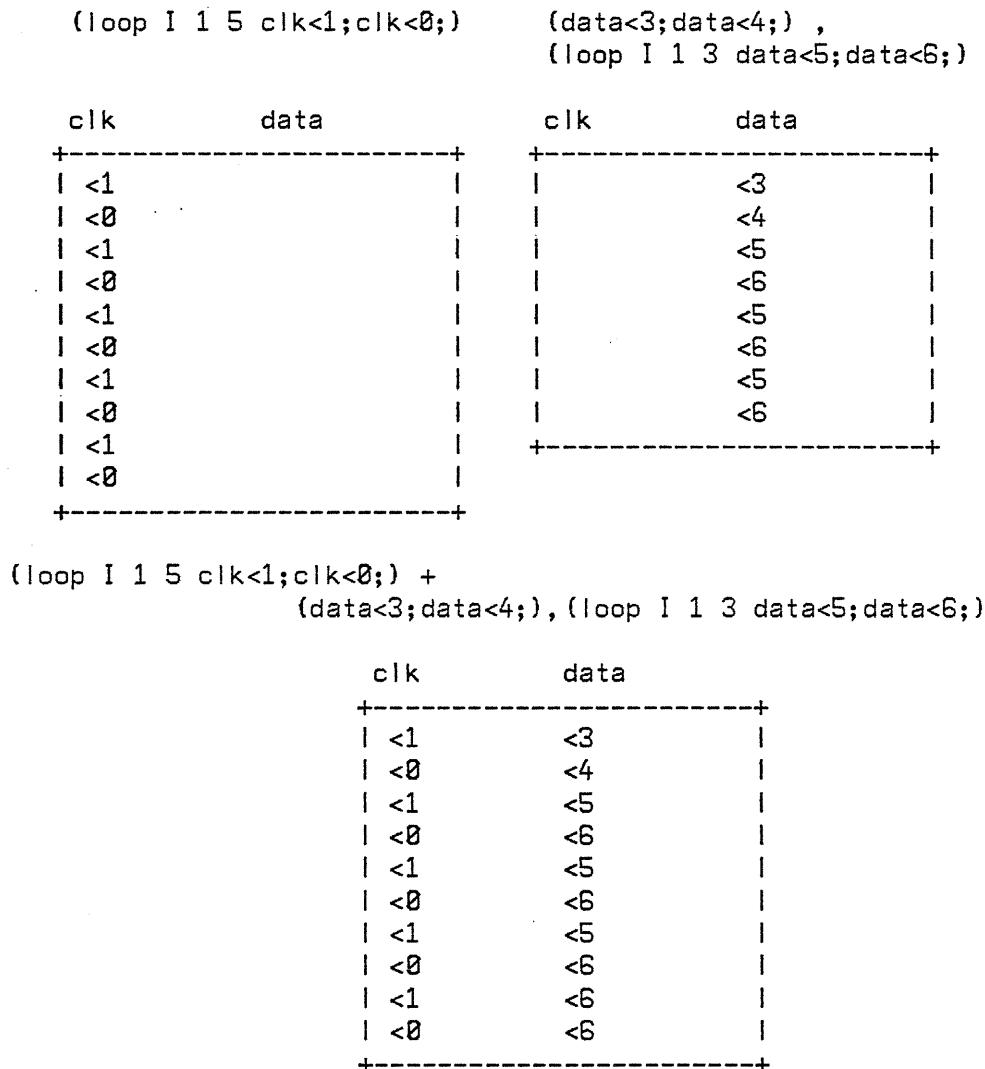 (loop I 1 5 clk<1;clk<0;)    (data<3;data<4;) ,
                             (loop I 1 3 data<5;data<6;)

  clk         data             clk         data
+------------------------+   +------------------------+
| <1                     |   |             <3         |
| <0                     |   |             <4         |
| <1                     |   |             <5         |
| <0                     |   |             <6         |
| <1                     |   |             <5         |
| <0                     |   |             <6         |
| <1                     |   |             <5         |
| <0                     |   |             <6         |
| <1                     |   +------------------------+
| <0                     |
+------------------------+

(loop I 1 5 clk<1;clk<0;) +
                  (data<3;data<4;),(loop I 1 3 data<5;data<6;)

  clk         data
+------------------------+
| <1          <3         |
| <0          <4         |
| <1          <5         |
| <0          <6         |
| <1          <5         |
| <0          <6         |
| <1          <5         |
| <0          <6         |
| <1          <6         |
| <0          <6         |
+------------------------+